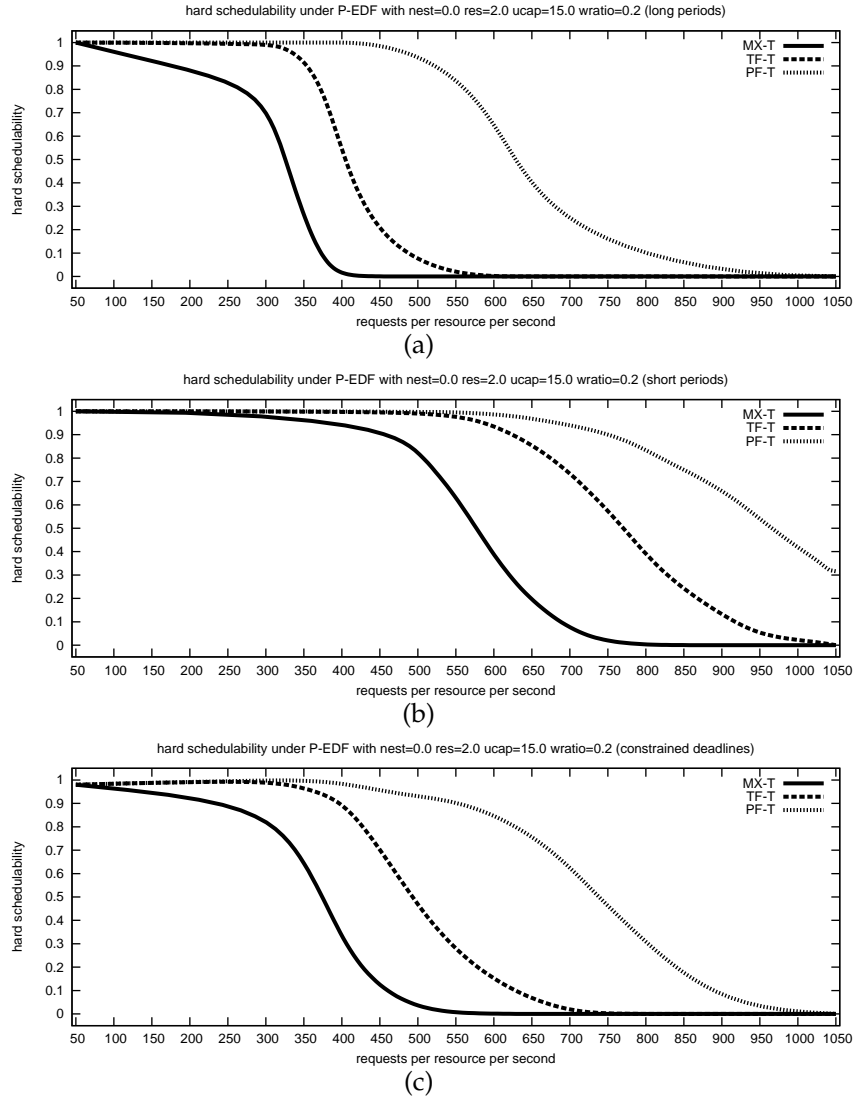 hard schedulability under P-EDF with nest=0.0 res=2.0 ucap=15.0 wratio=0.2 (long periods)
MX-T
TF-T
PF-T
hard schedulability
1
0.9
0.8
0.7
0.6
0.5
0.4
0.3
0.2
0.1
0
50 100 150 200 250 300 350 400 450 500 550 600 650 700 750 800 850 900 950 1000 1050
requests per resource per second
(a)
hard schedulability under P-EDF with nest=0.0 res=2.0 ucap=15.0 wratio=0.2 (short periods)
MX-T
TF-T
PF-T
hard schedulability
1
0.9
0.8
0.7
0.6
0.5
0.4
0.3
0.2
0.1
0
50 100 150 200 250 300 350 400 450 500 550 600 650 700 750 800 850 900 950 1000 1050
requests per resource per second
(b)
hard schedulability under P-EDF with nest=0.0 res=2.0 ucap=15.0 wratio=0.2 (constrained deadlines)
MX-T
TF-T
PF-T
hard schedulability
1
0.9
0.8
0.7
0.6
0.5
0.4
0.3
0.2
0.1
0
50 100 150 200 250 300 350 400 450 500 550 600 650 700 750 800 850 900 950 1000 1050
requests per resource per second
(c)